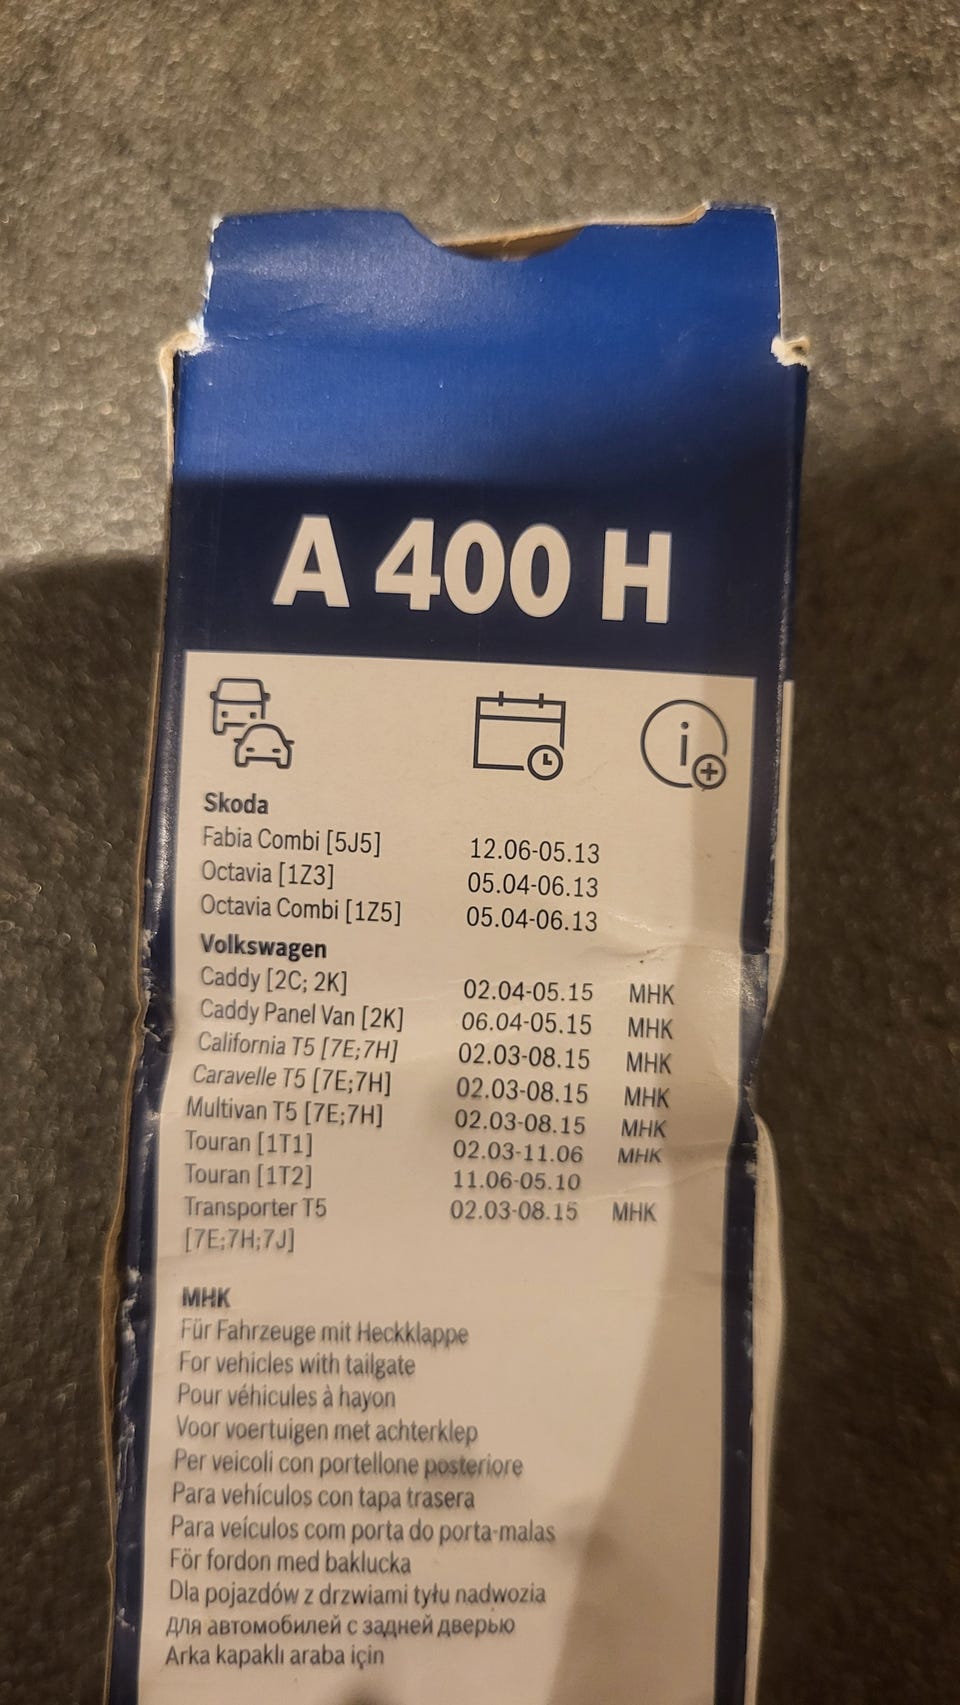 A 400 H
Skoda
Fabia Combi [5J5] 12.06-05.13
Octavia [1Z3] 05.04-06.13
Octavia Combi [1Z5] 05.04-06.13
Volkswagen
Caddy [2C; 2K] 02.04-05.15 MHK
Caddy Panel Van [2K] 06.04-05.15 MHK
California T5 [7E;7H] 02.03-08.15 MHK
Caravelle T5 [7E;7H] 02.03-08.15 MHK
Multivan T5 [7E;7H] 02.03-08.15 MHK
Touran [1T1] 02.03-11.06 MHK
Touran [1T2] 11.06-05.10
Transporter T5 02.03-08.15 MHK
[7E;7H;7J]
MHK
Für Fahrzeuge mit Heckklappe
For vehicles with tailgate
Pour véhicules à hayon
Voor voertuigen met achterklep
Per veicoli con portellone posteriore
Para vehículos con tapa trasera
Para veículos com porta do porta-malas
För fordon med baklucka
Dla pojazdów z drzwiami tyłu nadwozia
Для автомобилей с задней дверью
Arka kapaklı araba için